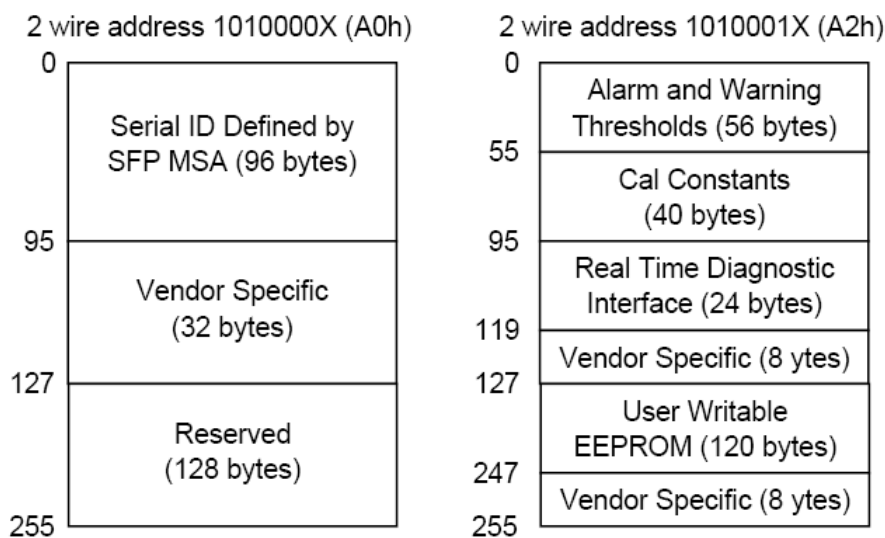 2 wire address 1010000X (A0h)
0
Serial ID Defined by
SFP MSA (96 bytes)
95
Vendor Specific
(32 bytes)
127
Reserved
(128 bytes)
255
2 wire address 1010001X (A2h)
0
Alarm and Warning
Thresholds (56 bytes)
55
Cal Constants
(40 bytes)
95
Real Time Diagnostic
Interface (24 bytes)
119
Vendor Specific (8 ytes)
127
User Writable
EEPROM (120 bytes)
247
Vendor Specific (8 ytes)
255